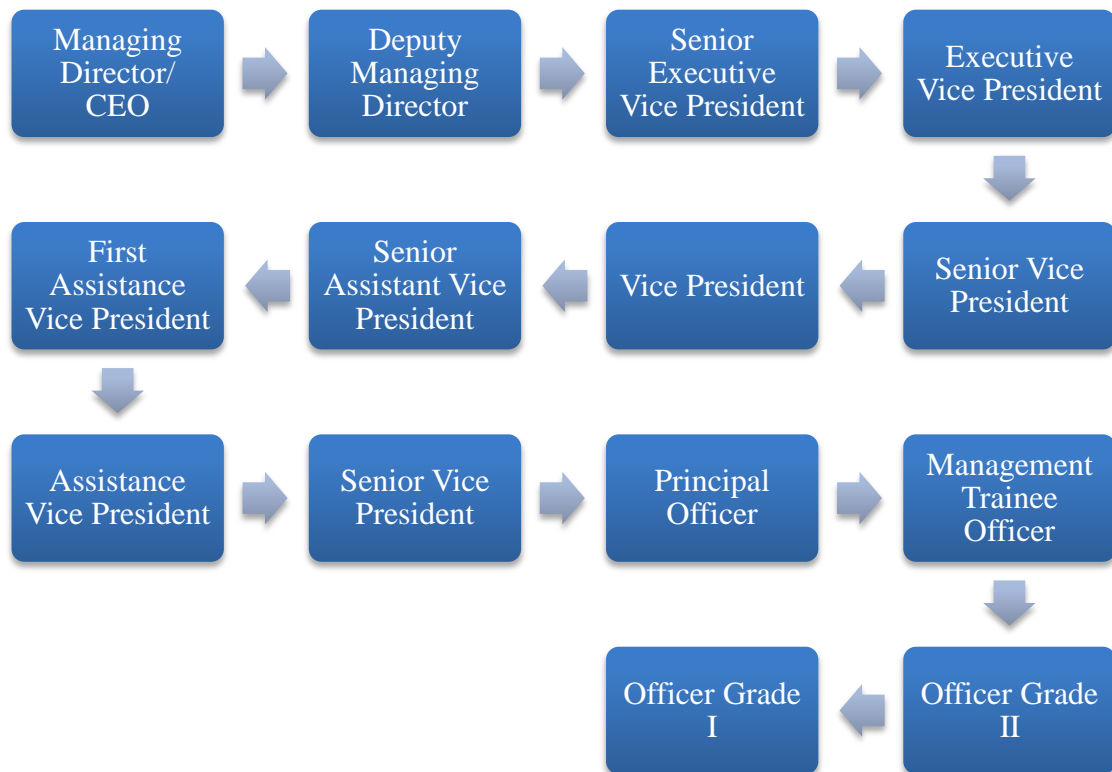 Managing
Director/
CEO
Deputy
Managing
Director
Senior
Executive
Vice President
Executive
Vice President
Senior Vice
President
Vice President
Senior
Assistant Vice
President
First
Assistance
Vice President
Assistance
Vice President
Senior Vice
President
Principal
Officer
Management
Trainee
Officer
Officer Grade
II
Officer Grade
I